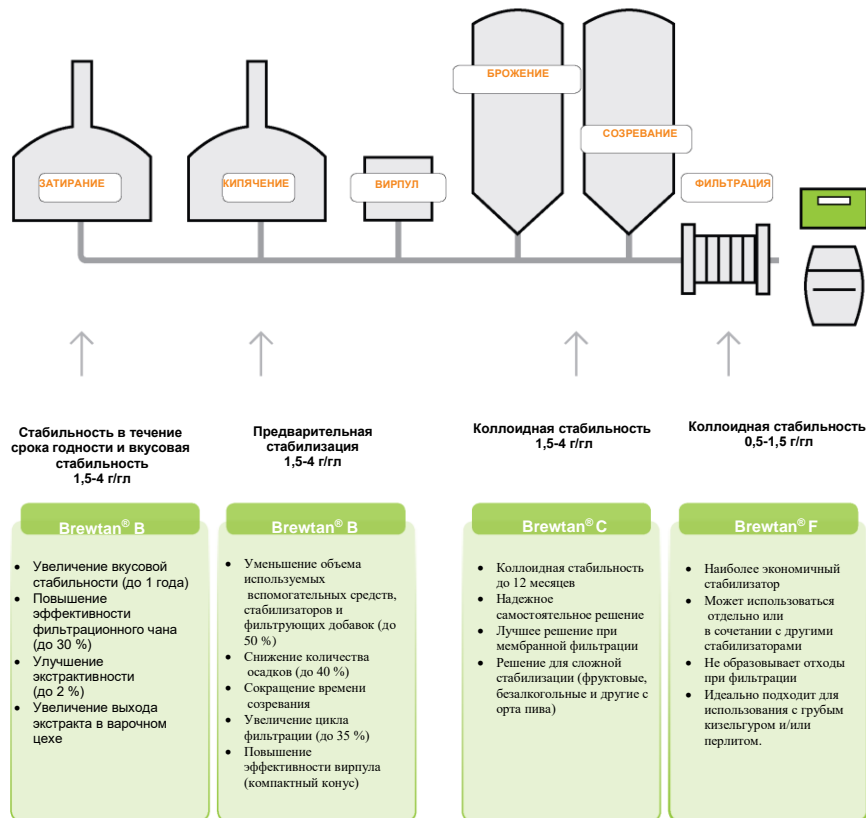 БРОЖЕНИЕ
СОЗРЕВАНИЕ
ЗАТИРАНИЕ
КИПЯЧЕНИЕ
ВИРПУЛ
ФИЛЬТРАЦИЯ
Стабильность в течение
срока годности и вкусовая
стабильность
1,5-4 г/гл
Предварительная
стабилизация
1,5-4 г/гл
Коллоидная стабильность
1,5-4 г/гл
Коллоидная стабильность
0,5-1,5 г/гл
Brewtan® B
• Увеличение вкусовой
стабильности (до 1 года)
• Повышение
эффективности
фильтрационного чана
(до 30 %)
• Улучшение
экстрактивности
(до 2 %)
• Увеличение выхода
экстракта в варочном
цехе
Brewtan® B
• Уменьшение объема
используемых
вспомогательных средств,
стабилизаторов и
фильтрующих добавок (до
50 %)
• Снижение количества
осадков (до 40 %)
• Сокращение времени
созревания
• Увеличение цикла
фильтрации (до 35 %)
• Повышение
эффективности вирпула
(компактный конус)
Brewtan® C
• Коллоидная стабильность
до 12 месяцев
• Надежное
самостоятельное решение
• Лучшее решение при
мембранной фильтрации
• Решение для сложной
стабилизации (фруктовые,
безалкогольные и другие с
орта пива)
Brewtan® F
• Наиболее экономичный
стабилизатор
• Может использоваться
отдельно или
в сочетании с другими
стабилизаторами
• Не образовывает отходы
при фильтрации
• Идеально подходит для
использования с грубым
кизельгуром и/или
перлитом.